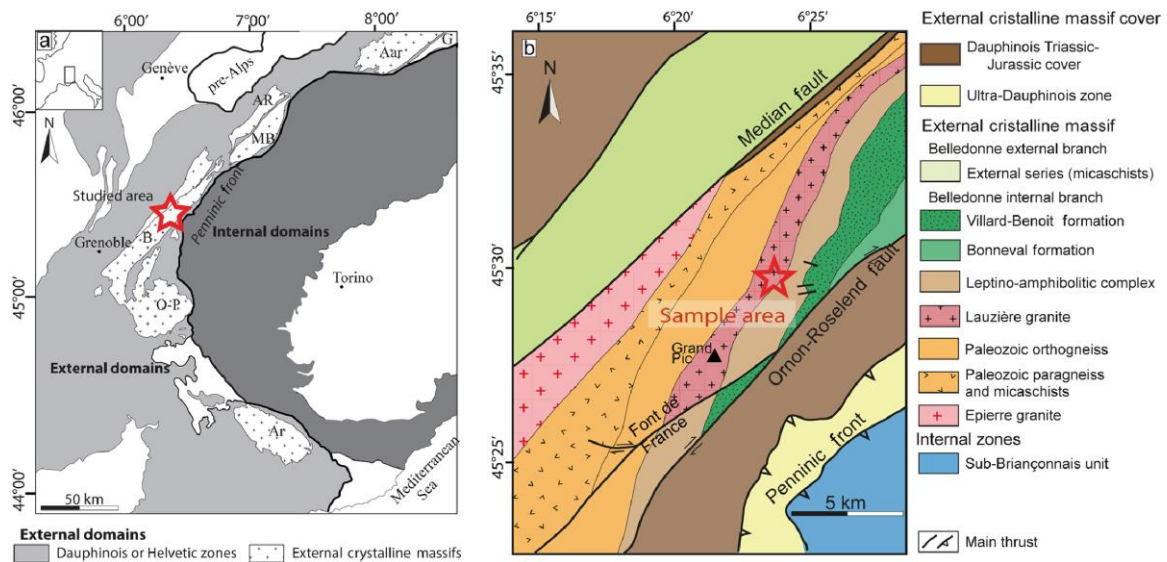 6°00' 7°00' 8°00'
a
Genève
pre-Alps
Aar
G
46°00'
N
AR
MB
Studied area
Penninic front
Grenoble
B.
Internal domains
Torino
45°00'
O-P
External domains
Ar
44°00'
50 km
Mediterranean
Sea
External domains
Dauphinois or Helvetic zones
External crystalline massifs
6°15' 6°20' 6°25'
b
45°35'
N
Median fault
45°30'
Sample area
Grand
Pic
Ornon-Roselend fault
Font de
France
45°25'
Penninic front
5 km
External cristalline massif cover
Dauphinois Triassic-
Jurassic cover
Ultra-Dauphinois zone
External cristalline massif
Belledonne external branch
External series (micaschists)
Belledonne internal branch
Villard-Benoit formation
Bonneval formation
Leptino-amphibolitic complex
Lauzière granite
Paleozoic orthogneiss
Paleozoic paragneiss
and micaschists
Epierre granite
Internal zones
Sub-Briançonnais unit
Main thrust